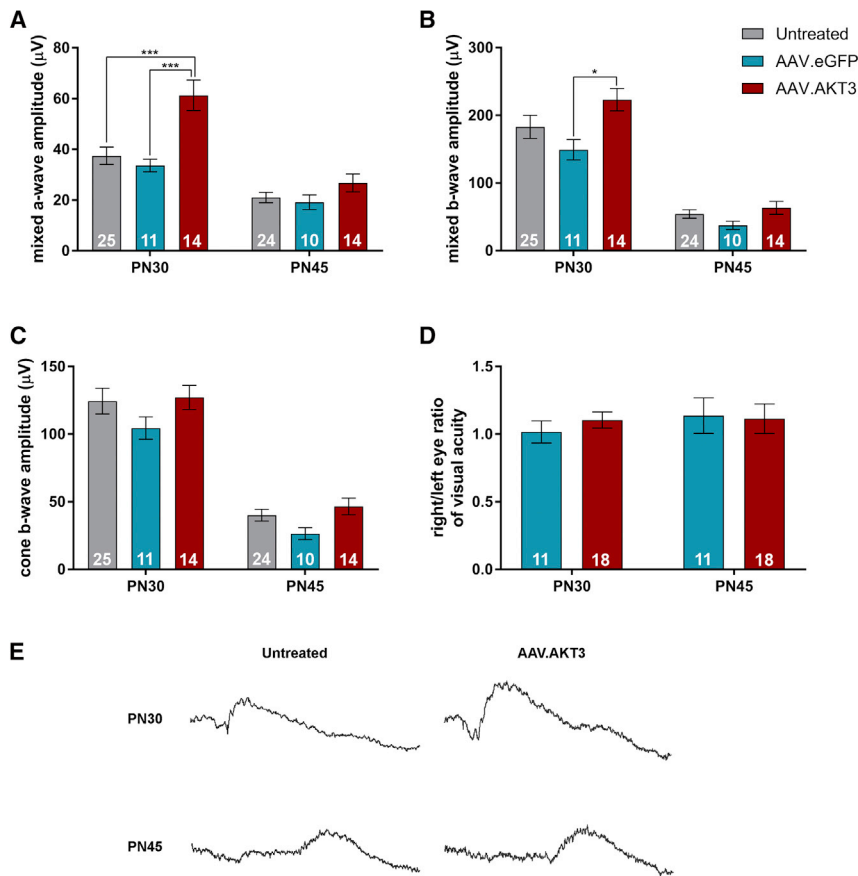 A
mixed a-wave amplitude (μV)
80
60
40
20
0
***
***
25
11
14
24
10
14
PN30
PN45
B
mixed b-wave amplitude (μV)
300
200
100
0
*
25
11
14
24
10
14
PN30
PN45
Untreated
AAV.eGFP
AAV.AKT3
C
cone b-wave amplitude (μV)
150
100
50
0
25
11
14
24
10
14
PN30
PN45
D
right/left eye ratio
of visual acuity
1.5
1.0
0.5
0.0
11
18
11
18
PN30
PN45
E
Untreated
AAV.AKT3
PN30
PN45